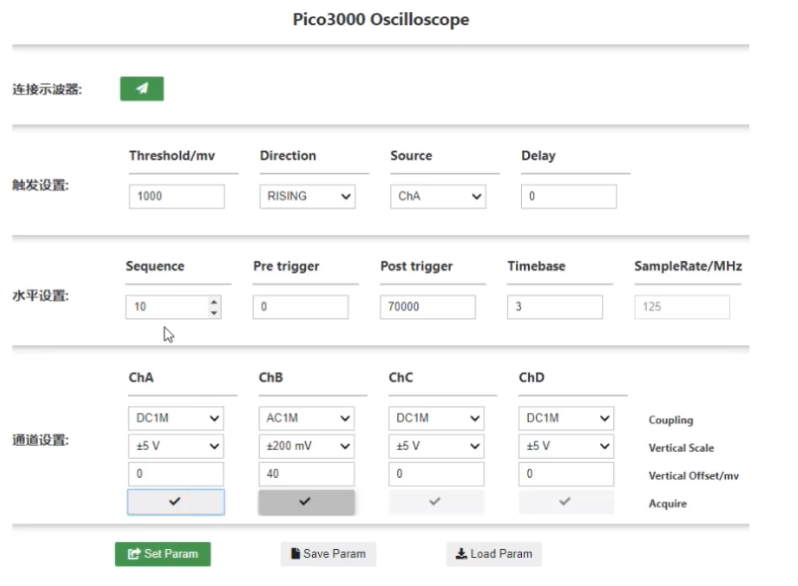 Pico3000 Oscilloscope
连接示波器:
Threshold/mv Direction Source Delay
触发设置:
1000 RISING ChA 0
Sequence Pre trigger Post trigger Timebase SampleRate/MHz
水平设置:
10 0 70000 3 125
ChA ChB ChC ChD
DC1M AC1M DC1M DC1M Coupling
通道设置:
±5 V ±200 mV ±5 V ±5 V Vertical Scale
0 40 0 0 Vertical Offset/mv
Acquire
Set Param Save Param Load Param